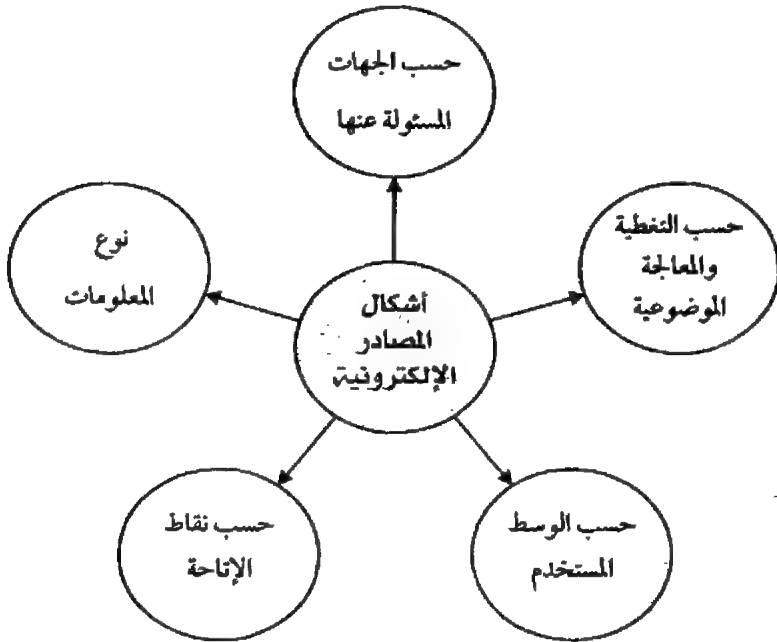 حسب الجهات
المسئولة عنها
حسب التغطية
والمعالجة
الموضوعية
نوع
المعلومات
أشكال
المصادر
الإلكترونية
حسب نقاط
الإتاحة
حسب الوسط
المستخدم